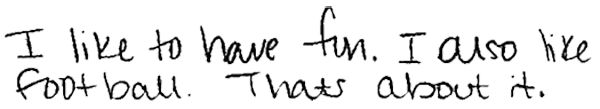 I like to have fun. I also like
football. Thats about it.